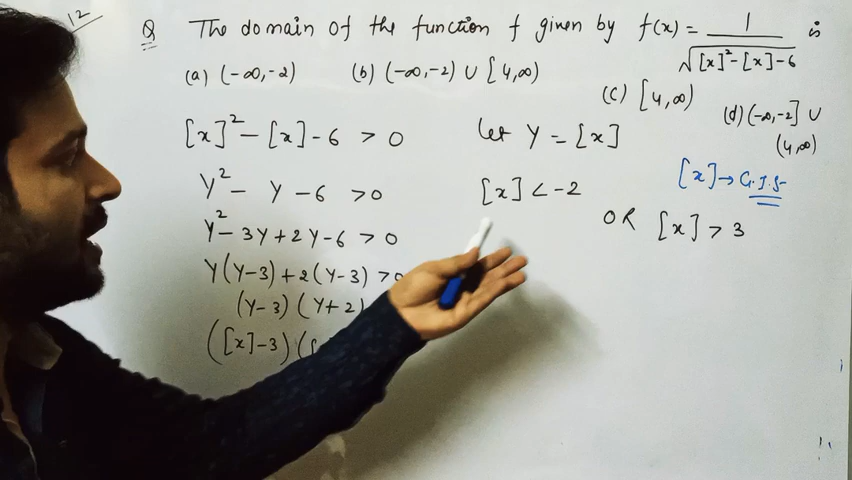 12
Q The domain of the function f given by f(x) = 1/√([x]² - [x] - 6) is
(a) (-∞, -2) (b) (-∞, -2) ∪ [4, ∞)
(c) [4, ∞)
(d) (-∞, -2] ∪
(4, ∞)
[x]² - [x] - 6 > 0 let Y = [x]
[x] → G.I.F
Y² - Y - 6 > 0 [x] < -2
OR [x] > 3
Y² - 3Y + 2Y - 6 > 0
Y(Y-3) + 2(Y-3) > 0
(Y-3) (Y+2)
([x]-3) (